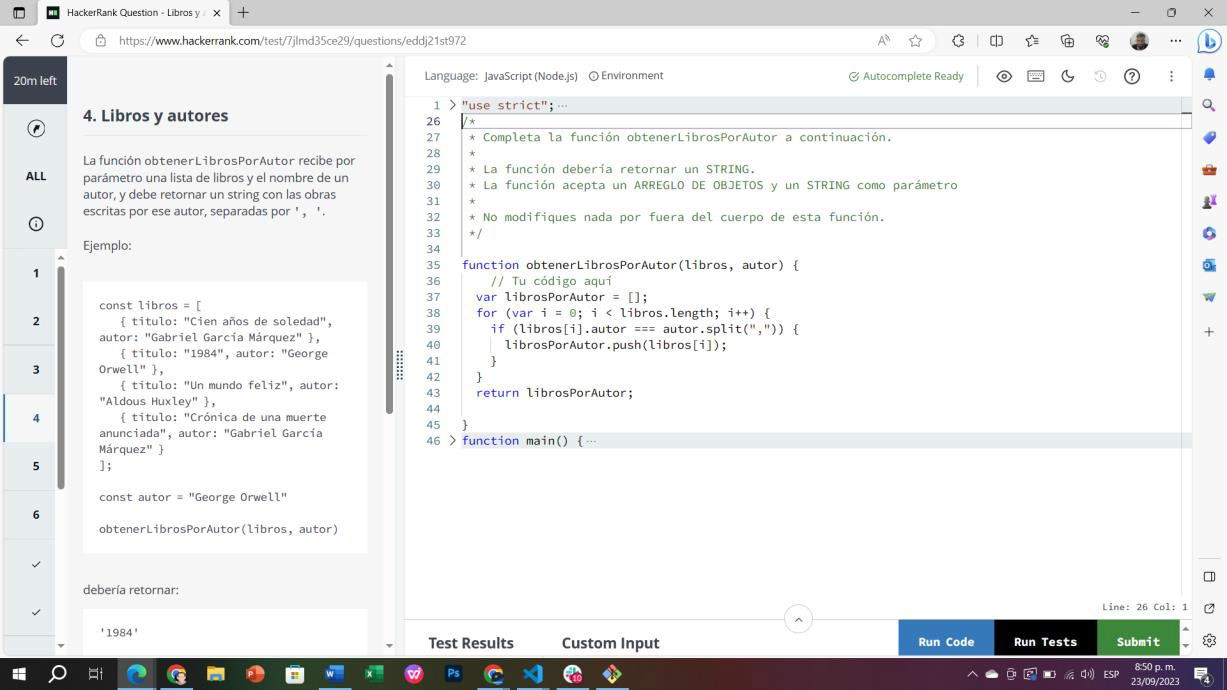 HackerRank Question - Libros y a
https://www.hackerrank.com/test/7jlmd35ce29/questions/eddj21st972
20m left
ALL
1
2
3
4
5
6
4. Libros y autores
La función obtenerLibrosPorAutor recibe por
parámetro una lista de libros y el nombre de un
autor, y debe retornar un string con las obras
escritas por ese autor, separadas por ', '.
Ejemplo:
const libros = [
{ titulo: "Cien años de soledad",
autor: "Gabriel García Márquez" },
{ titulo: "1984", autor: "George
Orwell" },
{ titulo: "Un mundo feliz", autor:
"Aldous Huxley" },
{ titulo: "Crónica de una muerte
anunciada", autor: "Gabriel García
Márquez" }
];
const autor = "George Orwell"
obtenerLibrosPorAutor(libros, autor)
debería retornar:
'1984'
Language: JavaScript (Node.js) Environment
Autocomplete Ready
1 "use strict"; ···
26 /*
27 * Completa la función obtenerLibrosPorAutor a continuación.
28 *
29 * La función debería retornar un STRING.
30 * La función acepta un ARREGLO DE OBJETOS y un STRING como parámetro
31 *
32 * No modifiques nada por fuera del cuerpo de esta función.
33 */
34
35 function obtenerLibrosPorAutor(libros, autor) {
36 // Tu código aquí
37 var librosPorAutor = [];
38 for (var i = 0; i < libros.length; i++) {
39 if (libros[i].autor === autor.split(",")) {
40 librosPorAutor.push(libros[i]);
41 }
42 }
43 return librosPorAutor;
44
45 }
46 function main() { ···
Line: 26 Col: 1
Test Results Custom Input Run Code Run Tests Submit
ESP
8:50 p. m.
23/09/2023
10
4